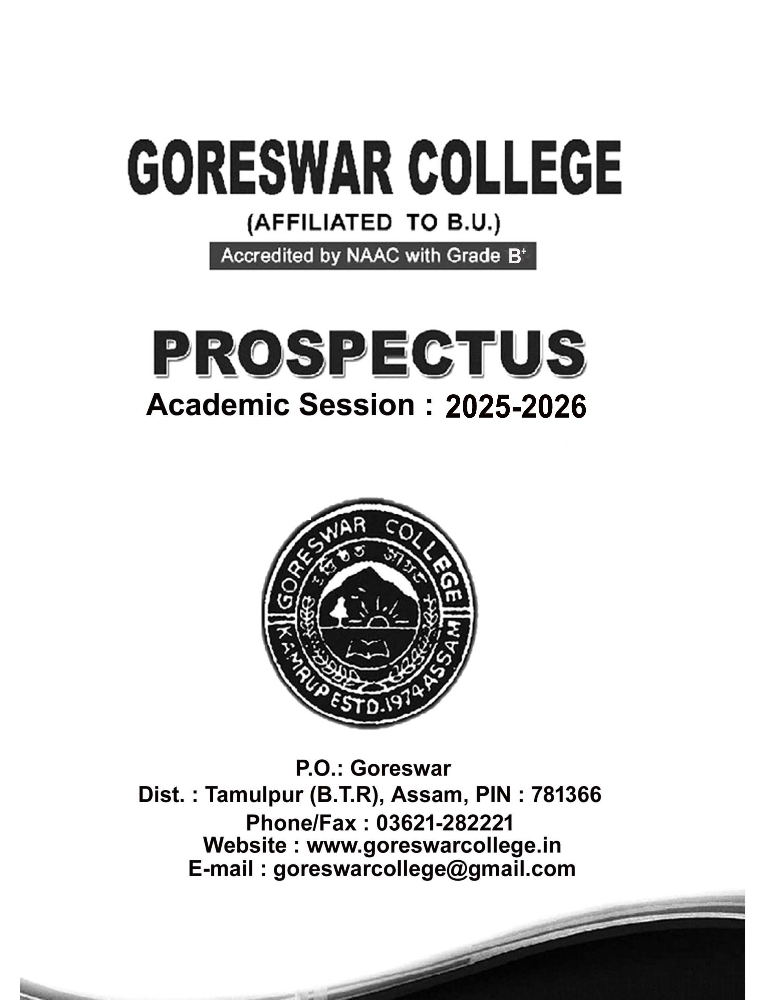 GORESWAR COLLEGE
(AFFILIATED TO B.U.)
Accredited by NAAC with Grade B⁺
PROSPECTUS
Academic Session : 2025-2026
GORESWAR COLLEGE
KAMRUP ESTD.1974 ASSAM
P.O.: Goreswar
Dist. : Tamulpur (B.T.R), Assam, PIN : 781366
Phone/Fax : 03621-282221
Website : www.goreswarcollege.in
E-mail : goreswarcollege@gmail.com